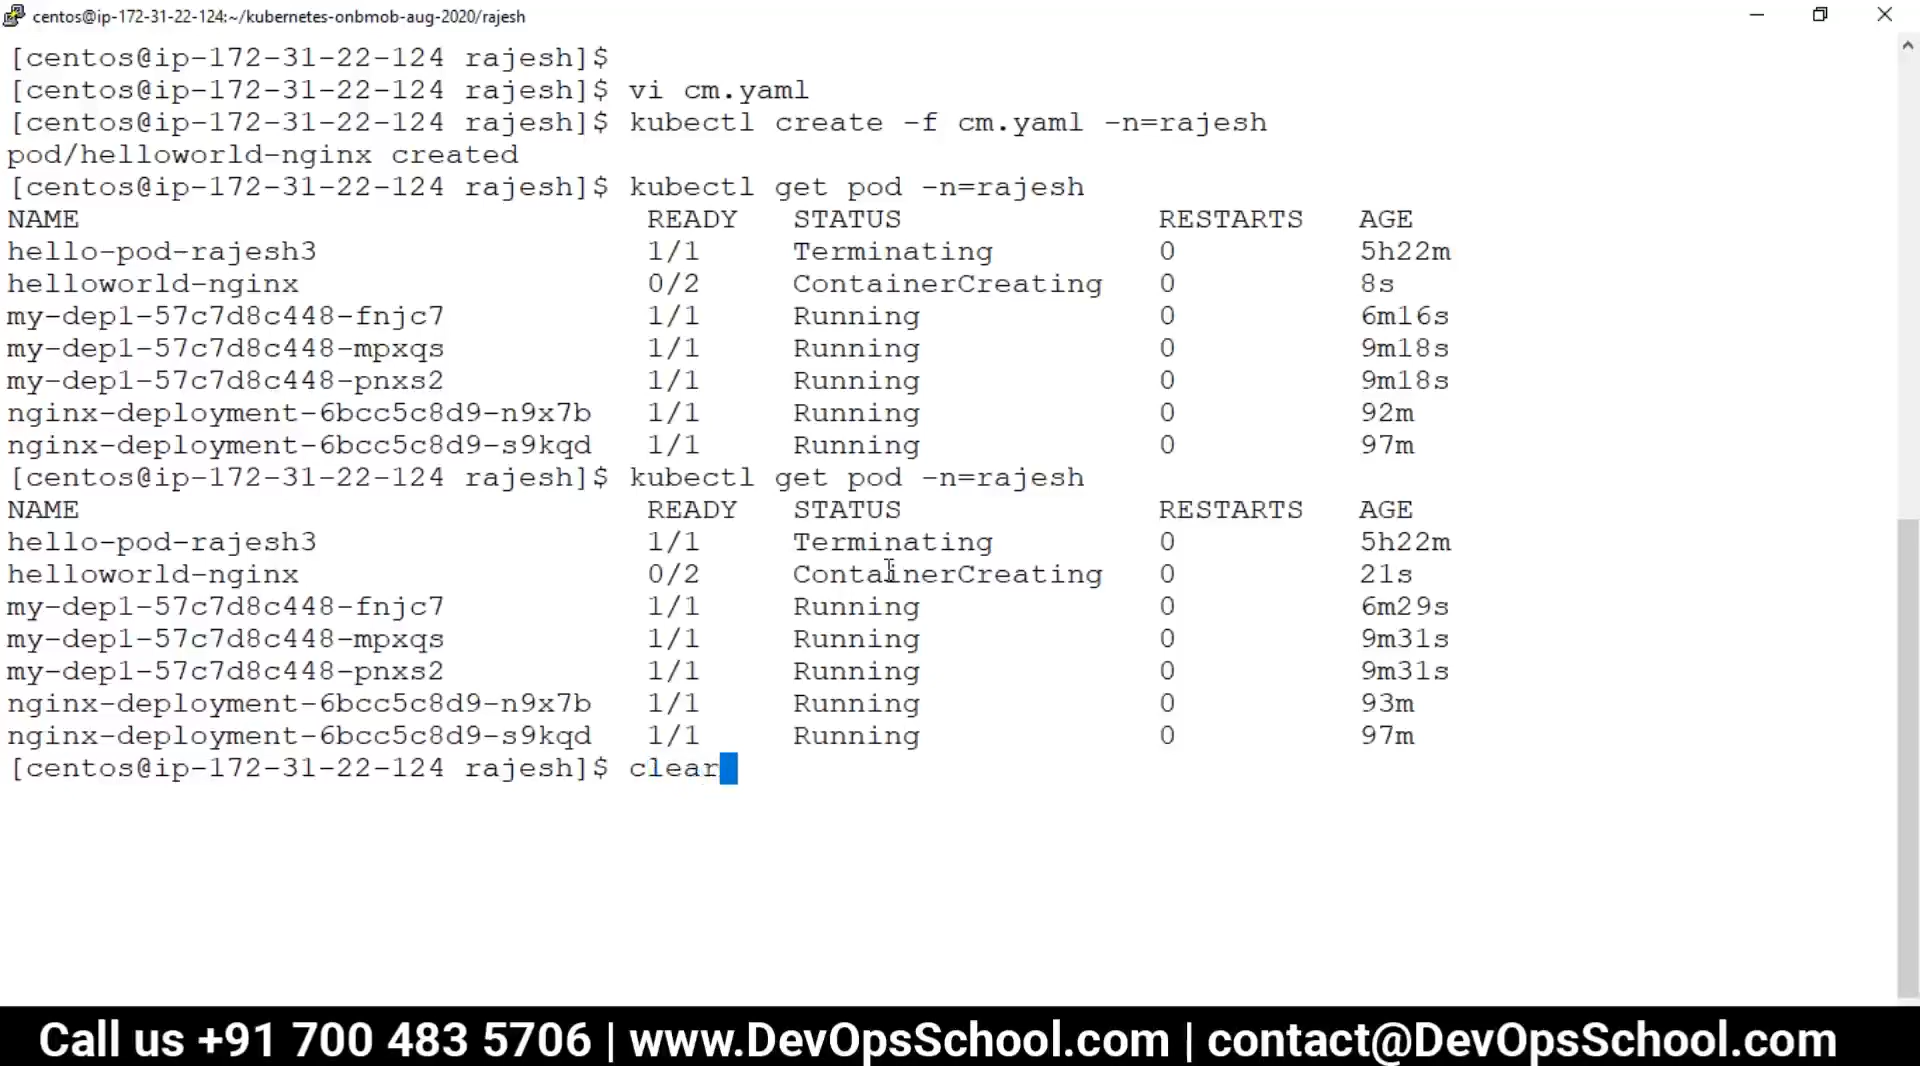 centos@ip-172-31-22-124:~/kubernetes-onbmob-aug-2020/rajesh
[centos@ip-172-31-22-124 rajesh]$
[centos@ip-172-31-22-124 rajesh]$ vi cm.yaml
[centos@ip-172-31-22-124 rajesh]$ kubectl create -f cm.yaml -n=rajesh
pod/helloworld-nginx created
[centos@ip-172-31-22-124 rajesh]$ kubectl get pod -n=rajesh
NAME READY STATUS RESTARTS AGE
hello-pod-rajesh3 1/1 Terminating 0 5h22m
helloworld-nginx 0/2 ContainerCreating 0 8s
my-dep1-57c7d8c448-fnjc7 1/1 Running 0 6m16s
my-dep1-57c7d8c448-mpxqs 1/1 Running 0 9m18s
my-dep1-57c7d8c448-pnxs2 1/1 Running 0 9m18s
nginx-deployment-6bcc5c8d9-n9x7b 1/1 Running 0 92m
nginx-deployment-6bcc5c8d9-s9kqd 1/1 Running 0 97m
[centos@ip-172-31-22-124 rajesh]$ kubectl get pod -n=rajesh
NAME READY STATUS RESTARTS AGE
hello-pod-rajesh3 1/1 Terminating 0 5h22m
helloworld-nginx 0/2 ContainerCreating 0 21s
my-dep1-57c7d8c448-fnjc7 1/1 Running 0 6m29s
my-dep1-57c7d8c448-mpxqs 1/1 Running 0 9m31s
my-dep1-57c7d8c448-pnxs2 1/1 Running 0 9m31s
nginx-deployment-6bcc5c8d9-n9x7b 1/1 Running 0 93m
nginx-deployment-6bcc5c8d9-s9kqd 1/1 Running 0 97m
[centos@ip-172-31-22-124 rajesh]$ clear
Call us +91 700 483 5706 | www.DevOpsSchool.com | contact@DevOpsSchool.com